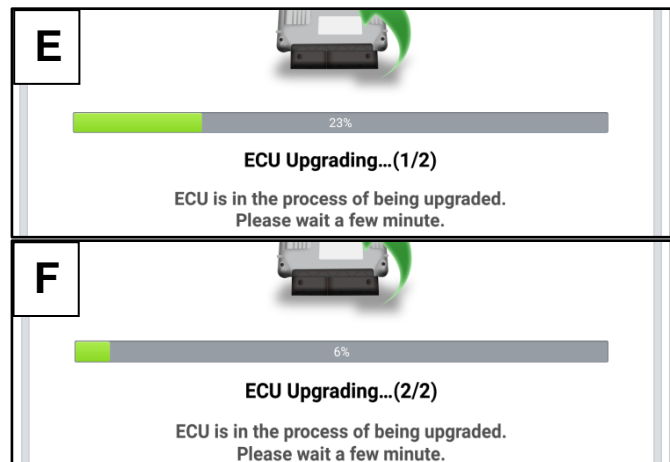 E
23%
ECU Upgrading...(1/2)
ECU is in the process of being upgraded.
Please wait a few minute.
F
6%
ECU Upgrading...(2/2)
ECU is in the process of being upgraded.
Please wait a few minute.